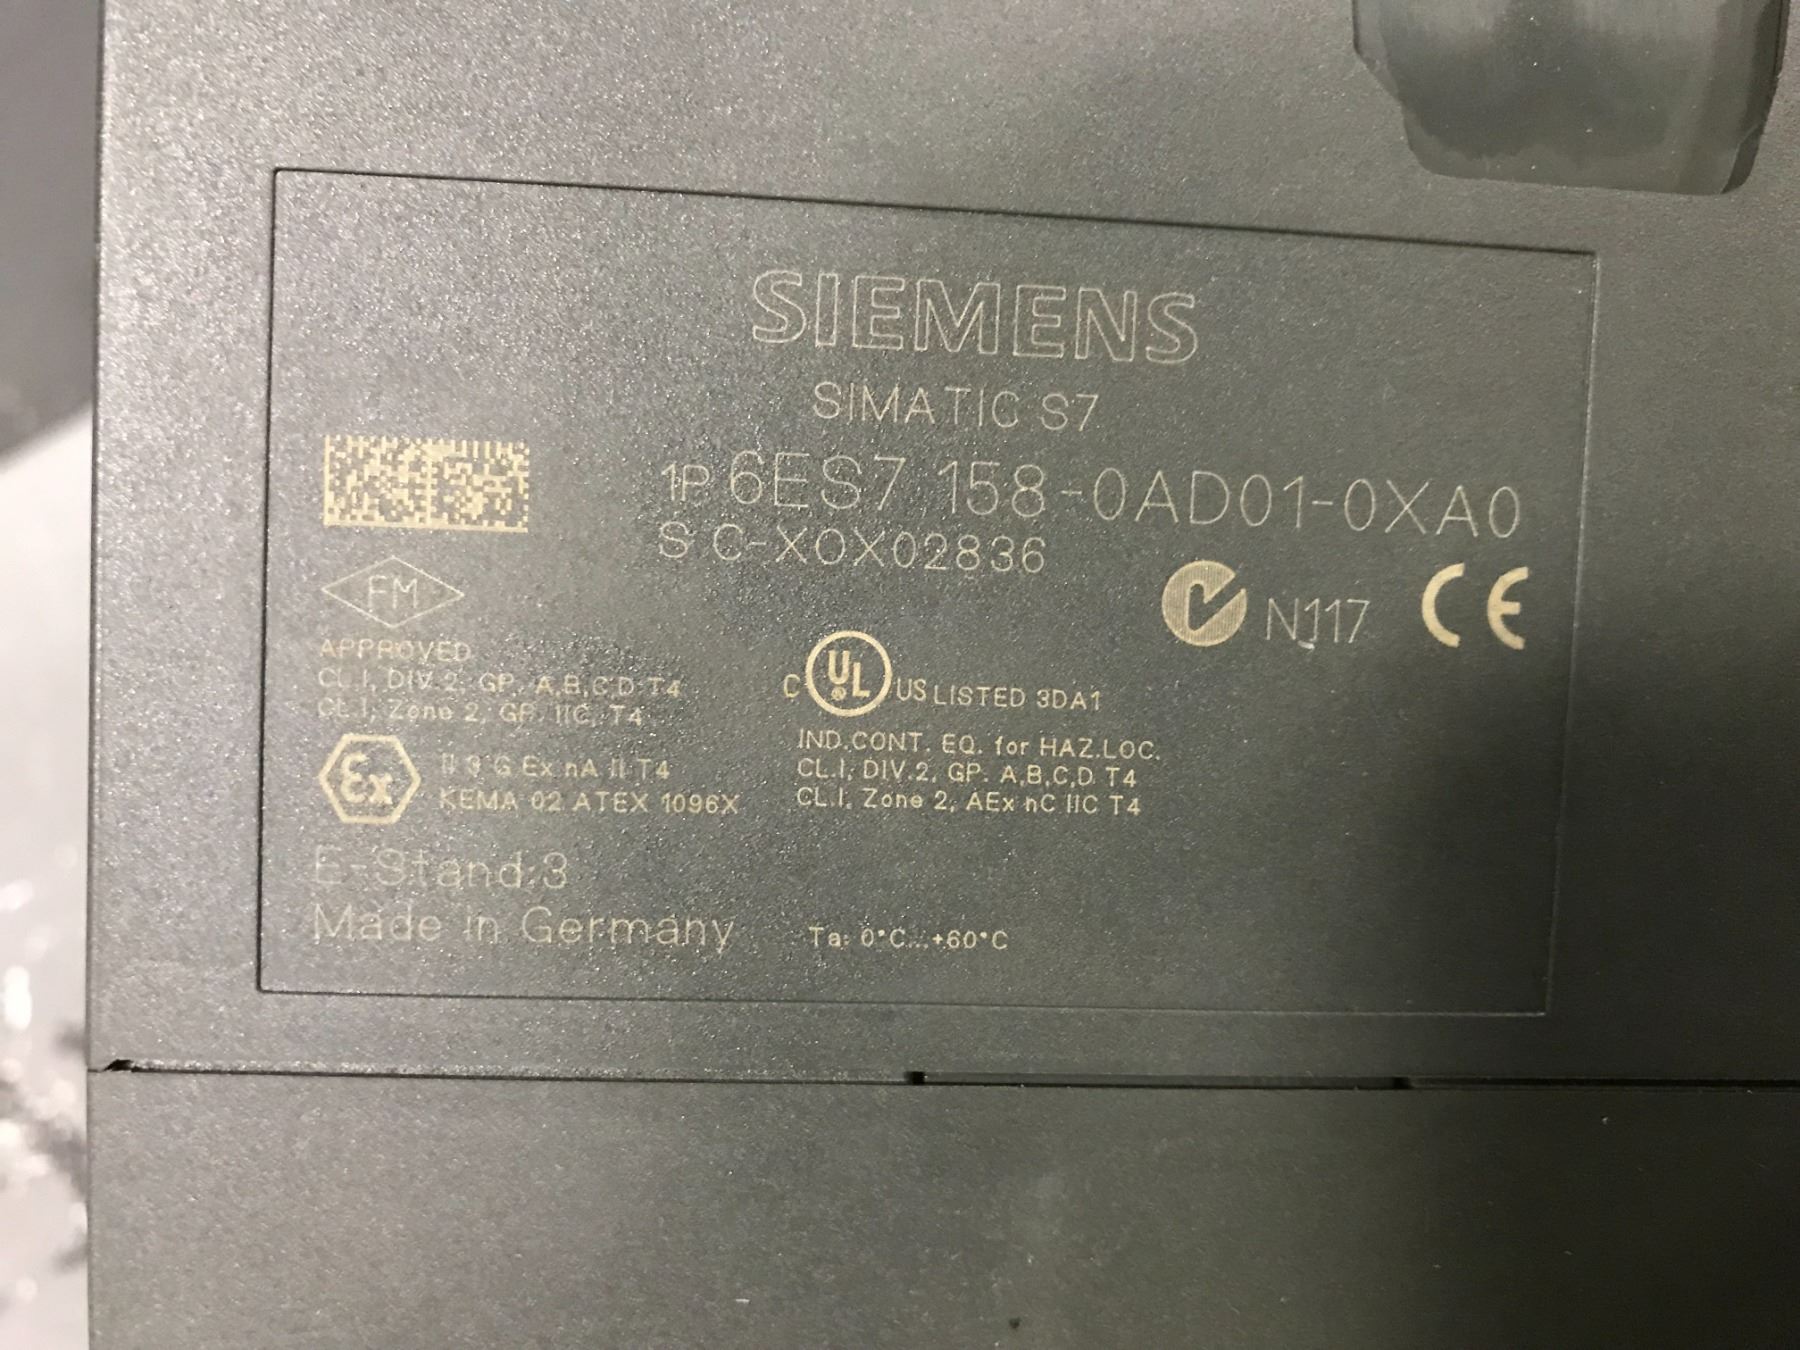 SIEMENS
SIMATIC S7
1P 6ES7 158-0AD01-0XA0
S C-X0X02836
FM
APPROVED
CL.I, DIV.2, GP. A,B,C,D T4
CL.I, Zone 2, GP. IIC, T4
N117 CE
C UL US LISTED 3DA1
IND.CONT. EQ. for HAZ.LOC.
CL.I, DIV.2, GP. A,B,C,D T4
CL.I, Zone 2, AEx nC IIC T4
Ex II 3 G Ex nA II T4
KEMA 02 ATEX 1096X
E-Stand:3
Made in Germany
Ta: 0°C...+60°C